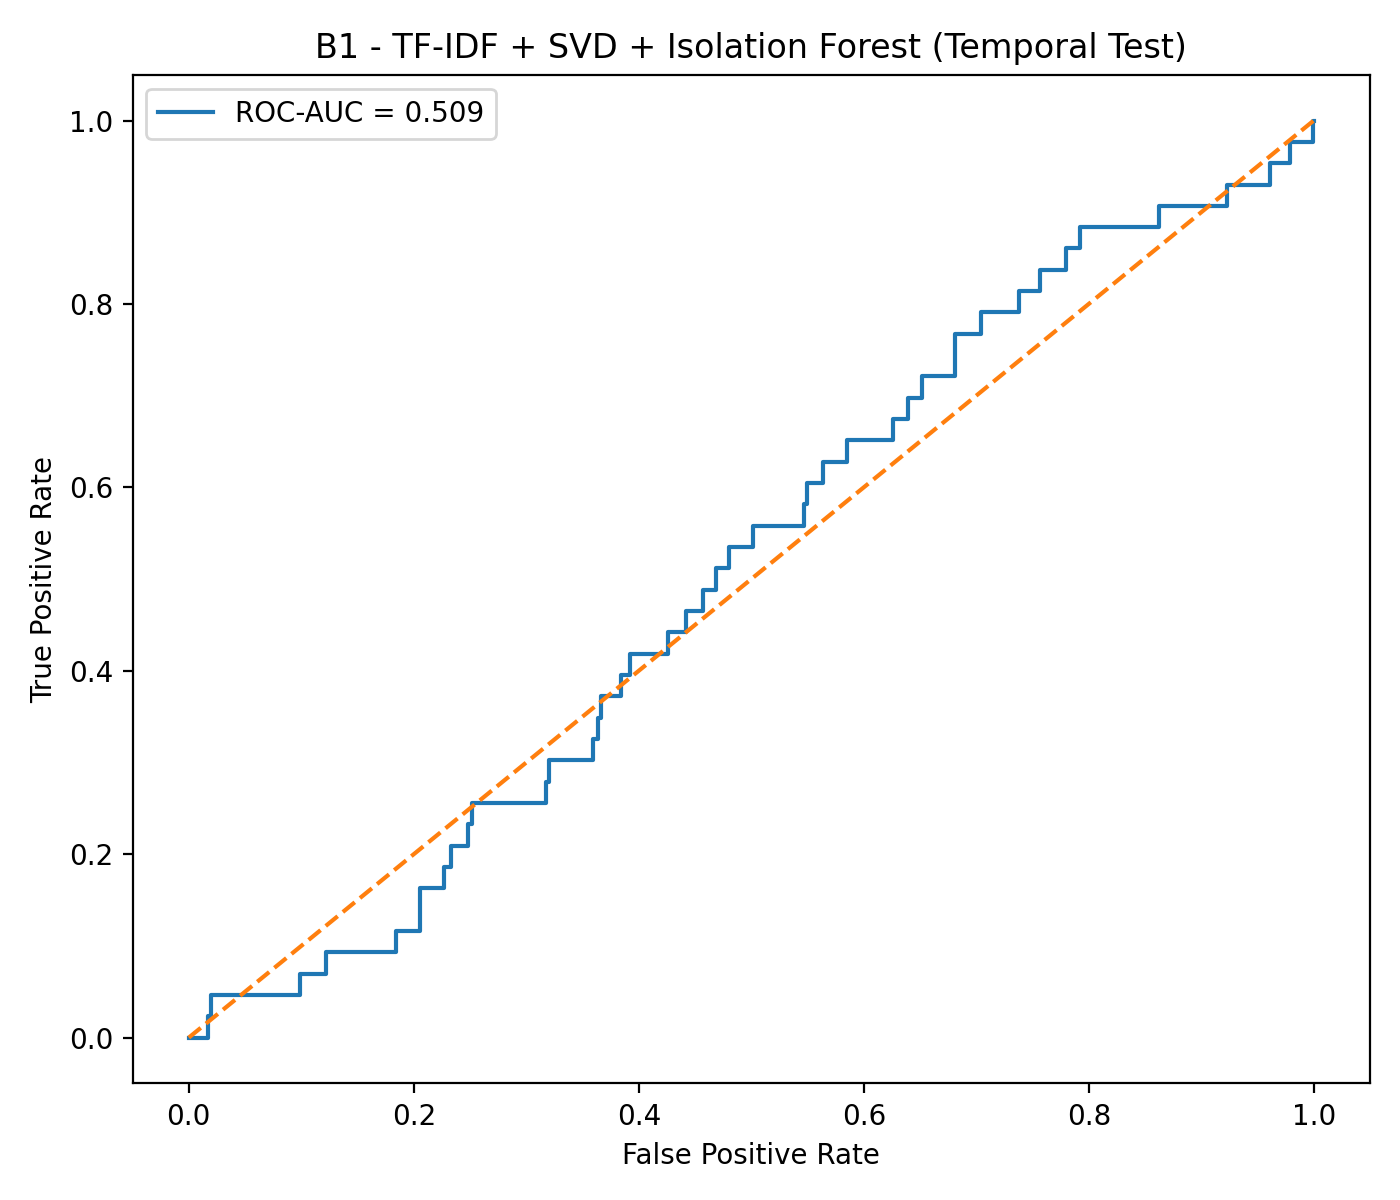 B1 - TF-IDF + SVD + Isolation Forest (Temporal Test)
ROC-AUC = 0.509
1.0
0.8
0.6
0.4
0.2
0.0
True Positive Rate
0.0 0.2 0.4 0.6 0.8 1.0
False Positive Rate